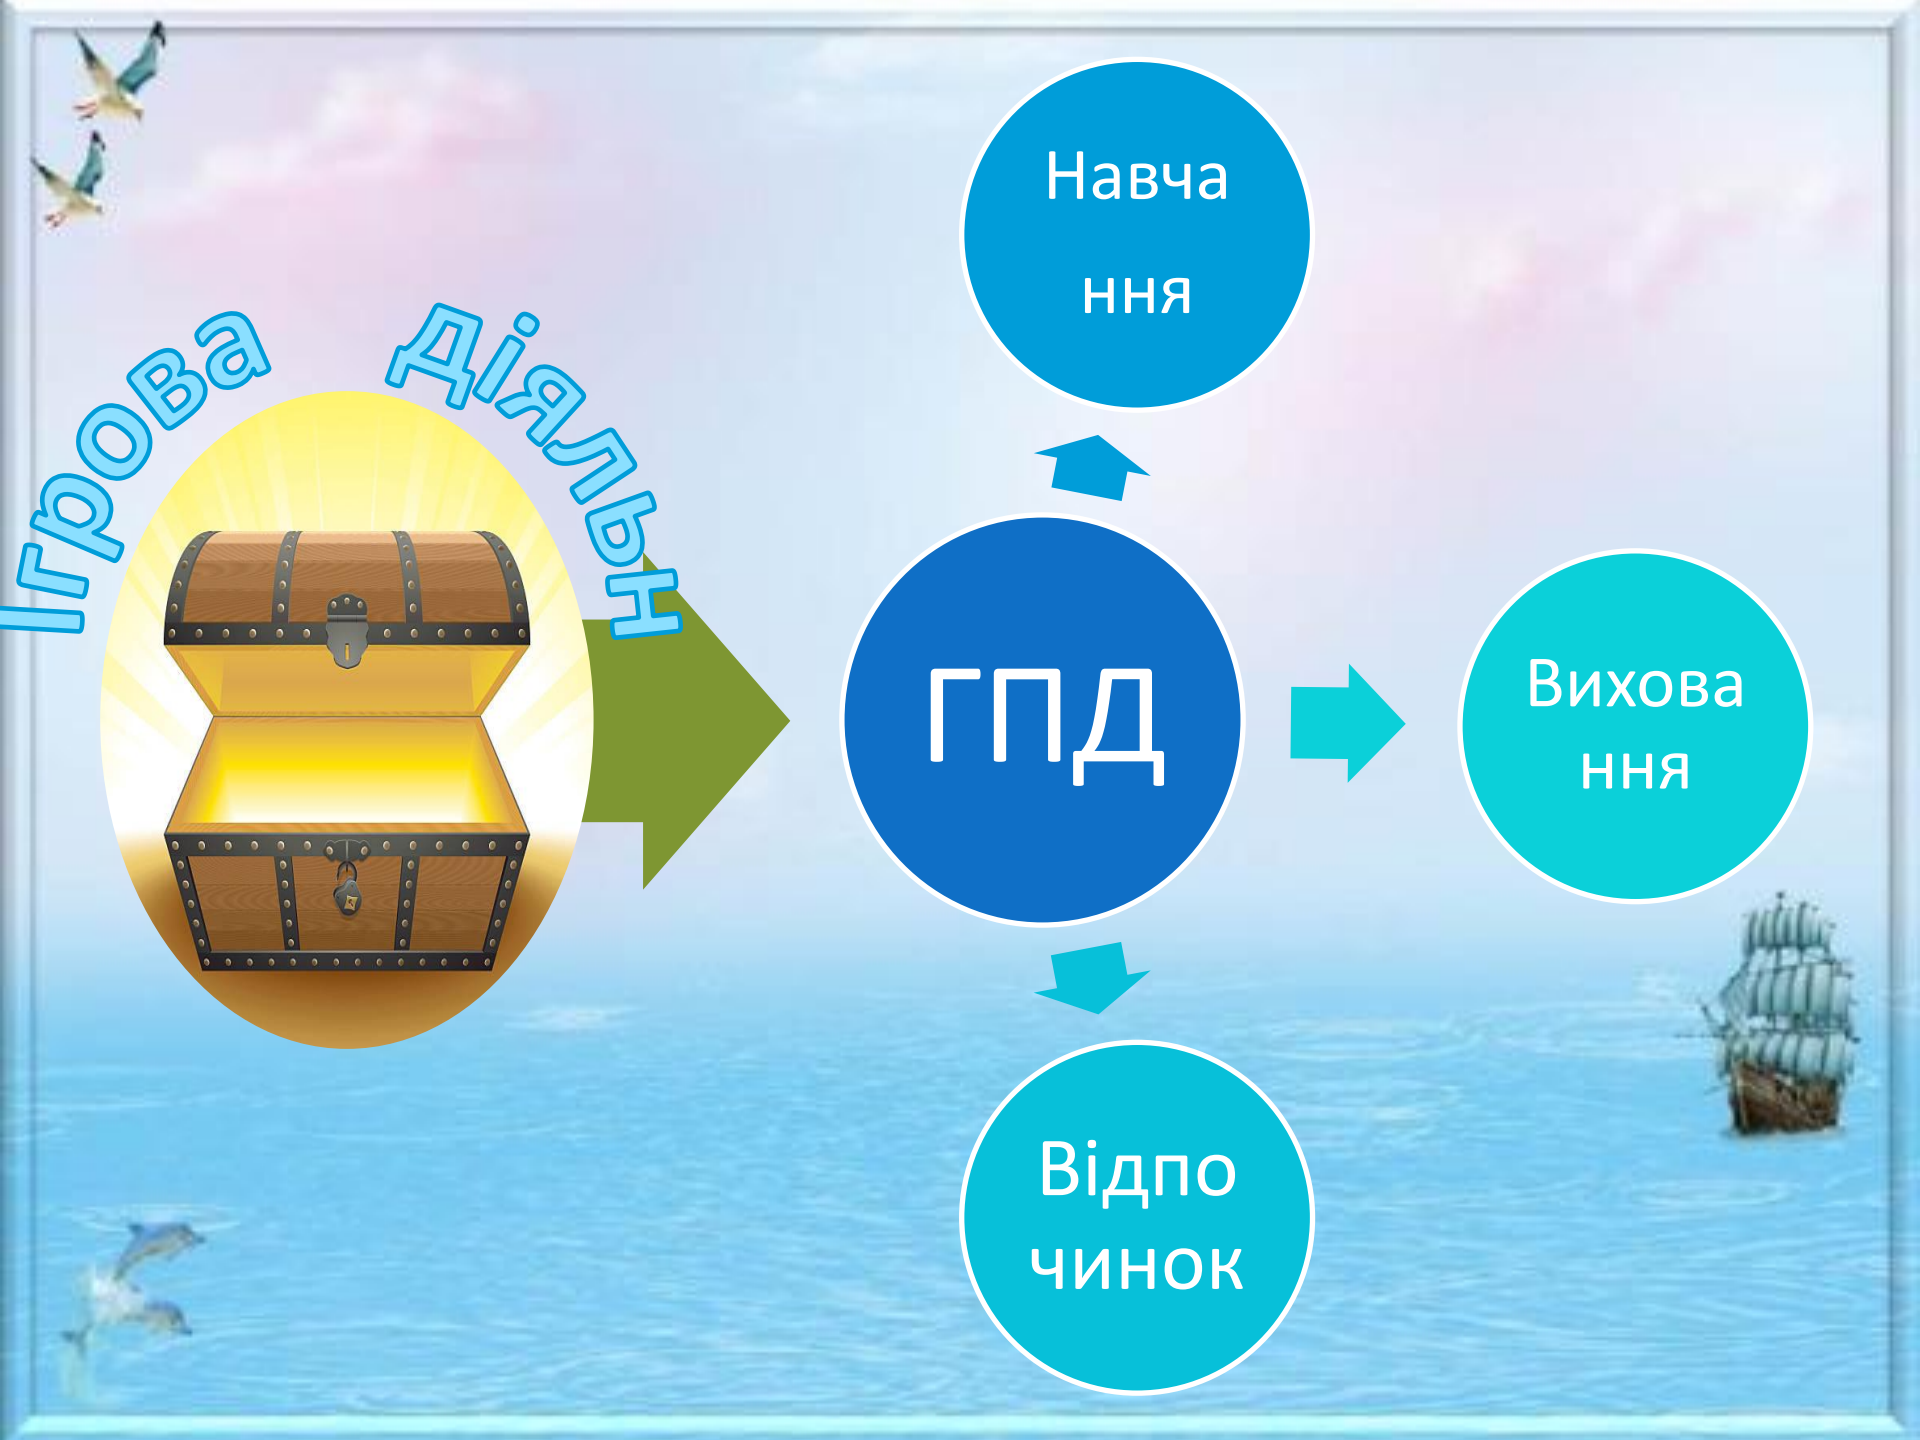 Ігрова діяльн
Навча
ння
ГПД
Вихова
ння
Відпо
чинок